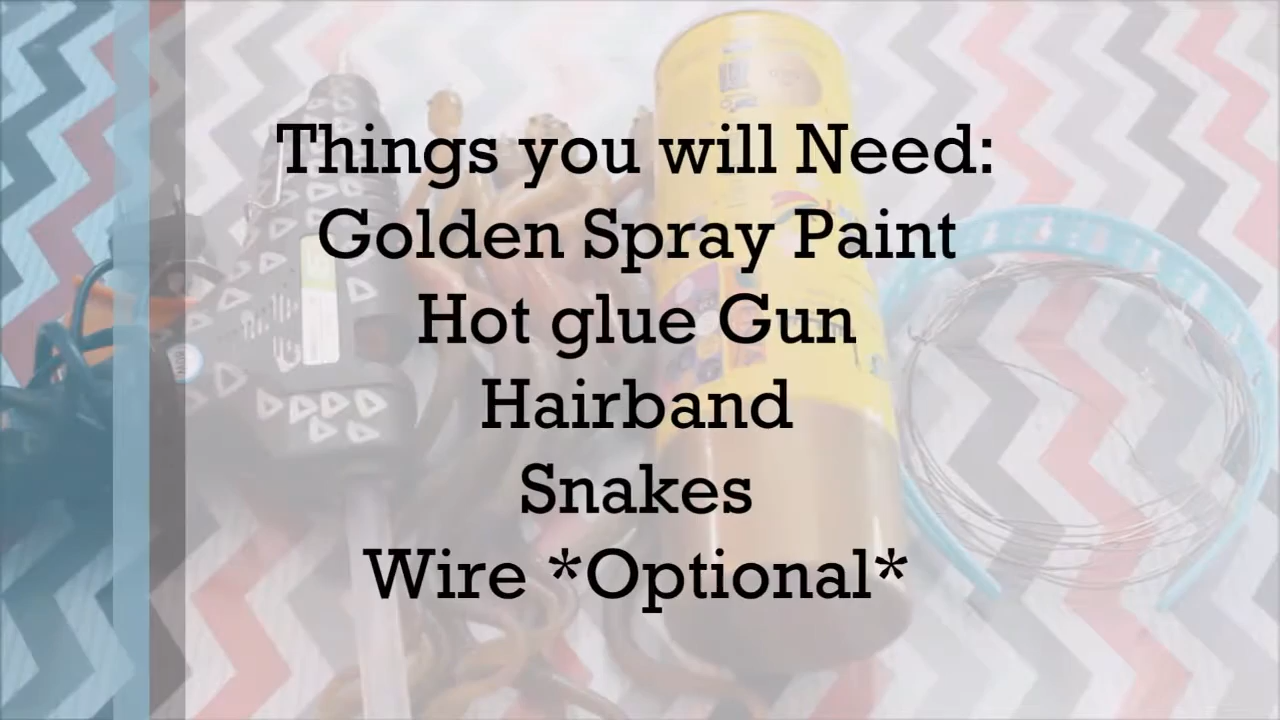 Things you will Need:
Golden Spray Paint
Hot glue Gun
Hairband
Snakes
Wire *Optional*